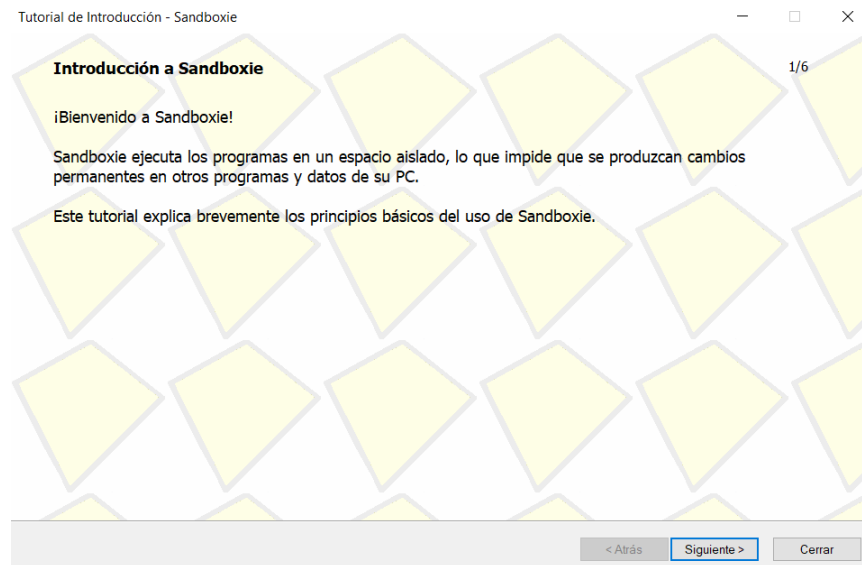 Tutorial de Introducción - Sandboxie
Introducción a Sandboxie
1/6
¡Bienvenido a Sandboxie!
Sandboxie ejecuta los programas en un espacio aislado, lo que impide que se produzcan cambios
permanentes en otros programas y datos de su PC.
Este tutorial explica brevemente los principios básicos del uso de Sandboxie.
< Atrás
Siguiente >
Cerrar